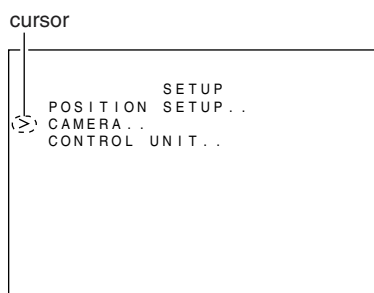 cursor
SETUP
POSITION SETUP..
> CAMERA..
CONTROL UNIT..